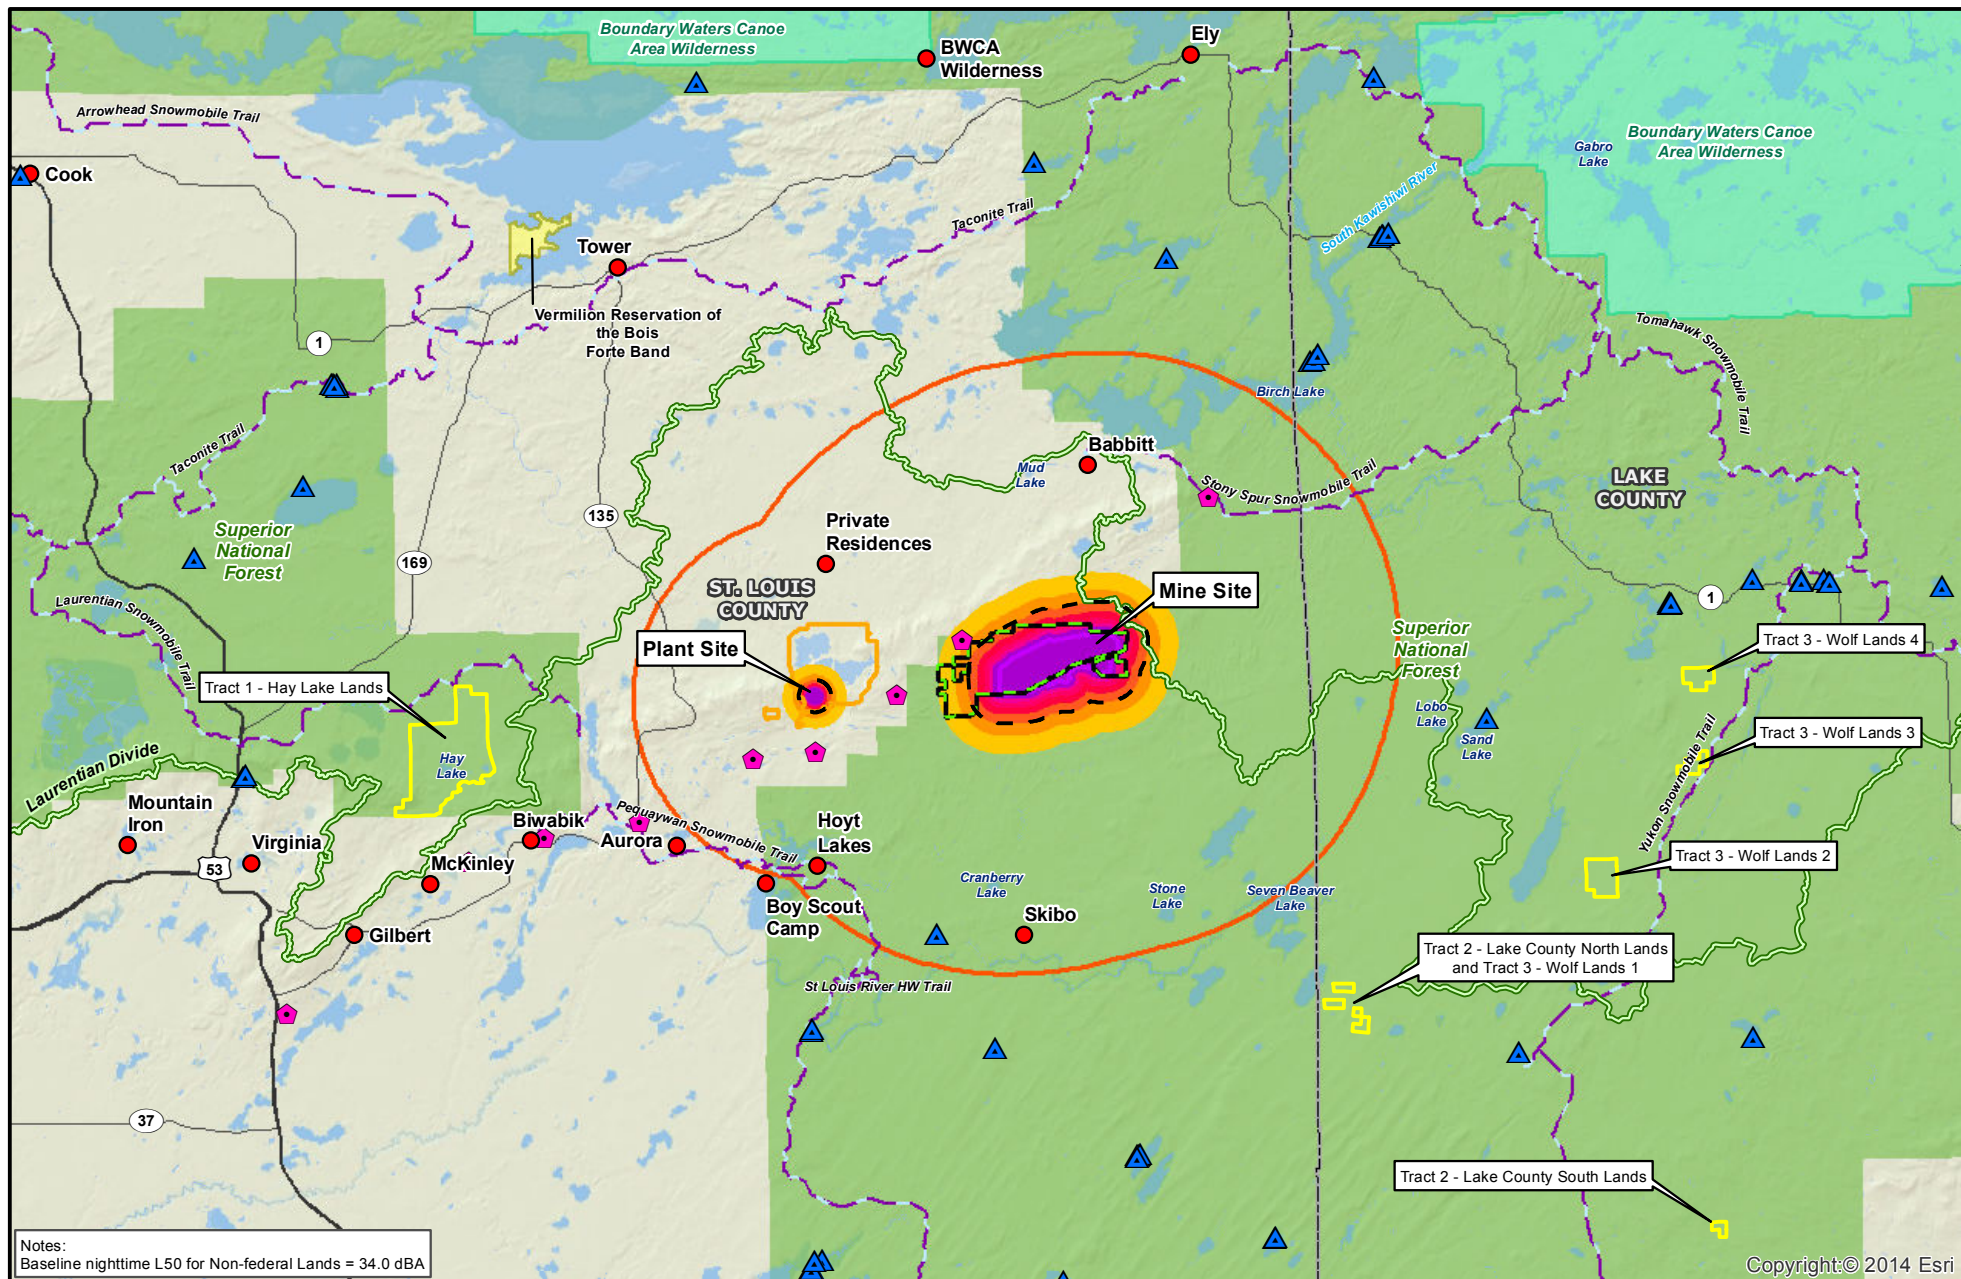 Boundary Waters Canoe
Area Wilderness
BWCA
Wilderness
Ely
Arrowhead Snowmobile Trail
Boundary Waters Canoe
Area Wilderness
Gabro
Lake
Cook
South Kawishiwi River
Taconite Trail
Tower
Vermilion Reservation of
the Bois
Forte Band
1
Tomahawk Snowmobile Trail
Birch Lake
Taconite Trail
Babbitt
Mud
Lake
Stony Spur Snowmobile Trail
LAKE
COUNTY
Superior
National
Forest
135
Private
Residences
169
ST. LOUIS
COUNTY
Mine Site
1
Laurentian Snowmobile Trail
Plant Site
Superior
National
Forest
Tract 3 - Wolf Lands 4
Tract 1 - Hay Lake Lands
Lobo
Lake
Sand
Lake
Tract 3 - Wolf Lands 3
Yukon Snowmobile Trail
Laurentian Divide
Hay
Lake
Mountain
Iron
Virginia
53
McKinley
Biwabik
Aurora
Pequaywan Snowmobile Trail
Hoyt
Lakes
Tract 3 - Wolf Lands 2
Cranberry
Lake
Stone
Lake
Seven Beaver
Lake
Boy Scout
Camp
Skibo
Gilbert
Tract 2 - Lake County North Lands
and Tract 3 - Wolf Lands 1
St Louis River HW Trail
37
Tract 2 - Lake County South Lands
Notes:
Baseline nighttime L50 for Non-federal Lands = 34.0 dBA
Copyright:© 2014 Esri